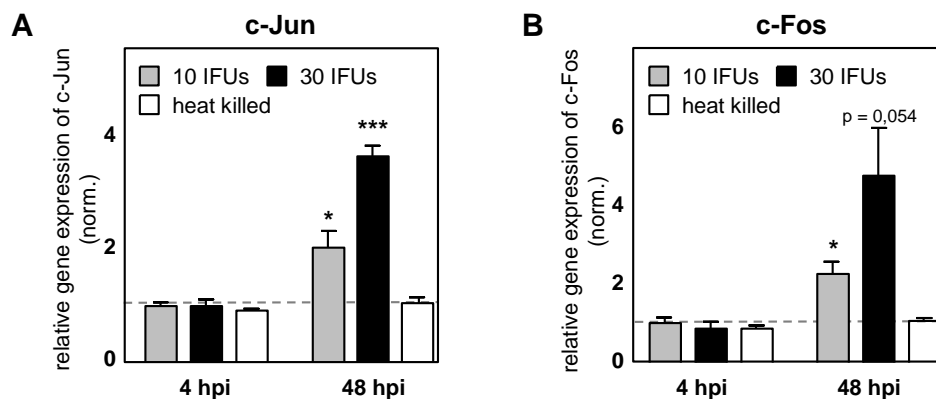 A
c-Jun
relative gene expression of c-Jun
(norm.)
10 IFUs
30 IFUs
heat killed
4
2
0
*
***
4 hpi
48 hpi
B
c-Fos
relative gene expression of c-Fos
(norm.)
10 IFUs
30 IFUs
heat killed
6
4
2
0
*
p = 0,054
4 hpi
48 hpi